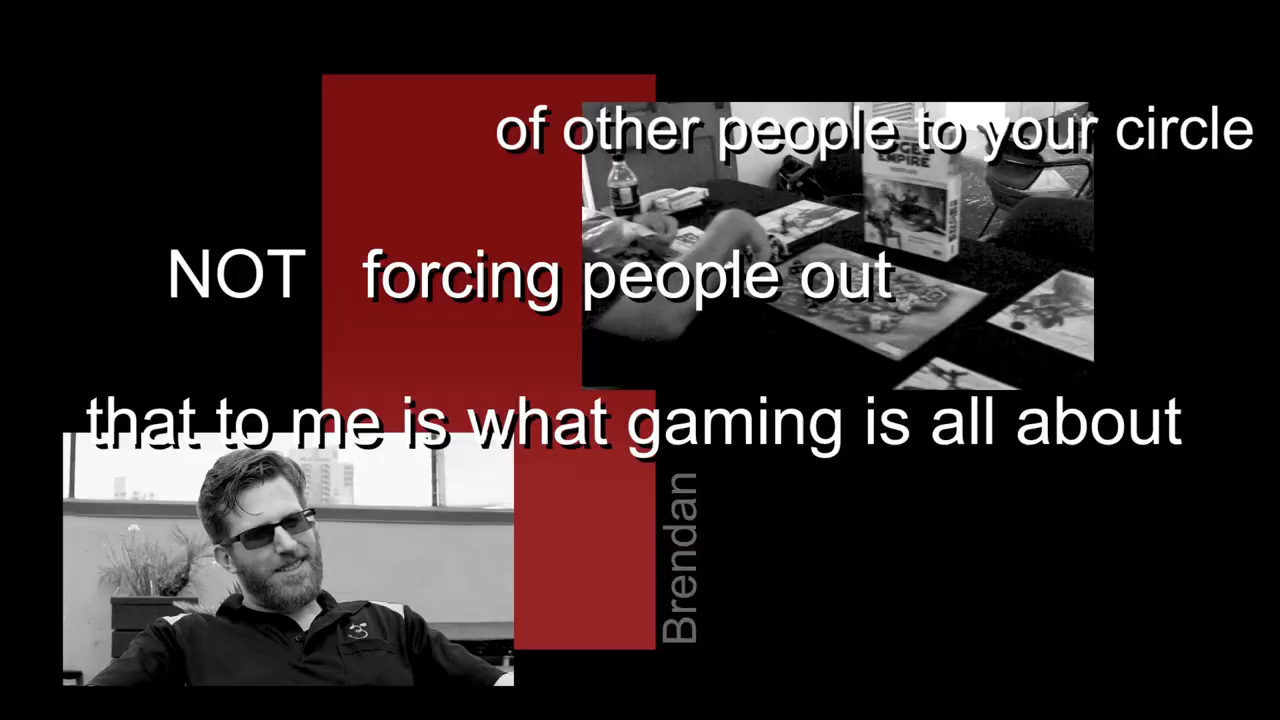 of other people to your circle
EMPIRE
NOT forcing people out
that to me is what gaming is all about
Brendan